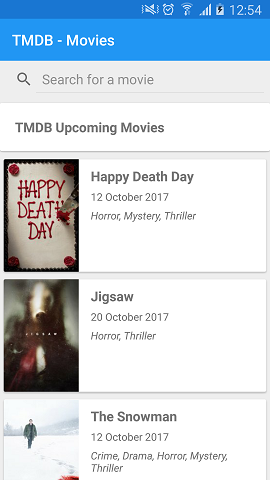 12:54
TMDB - Movies
Search for a movie
TMDB Upcoming Movies
HAPPY
DEATH
DAY
Happy Death Day
12 October 2017
Horror, Mystery, Thriller
JIGSAW
Jigsaw
20 October 2017
Horror, Thriller
The Snowman
12 October 2017
Crime, Drama, Horror, Mystery,
Thriller